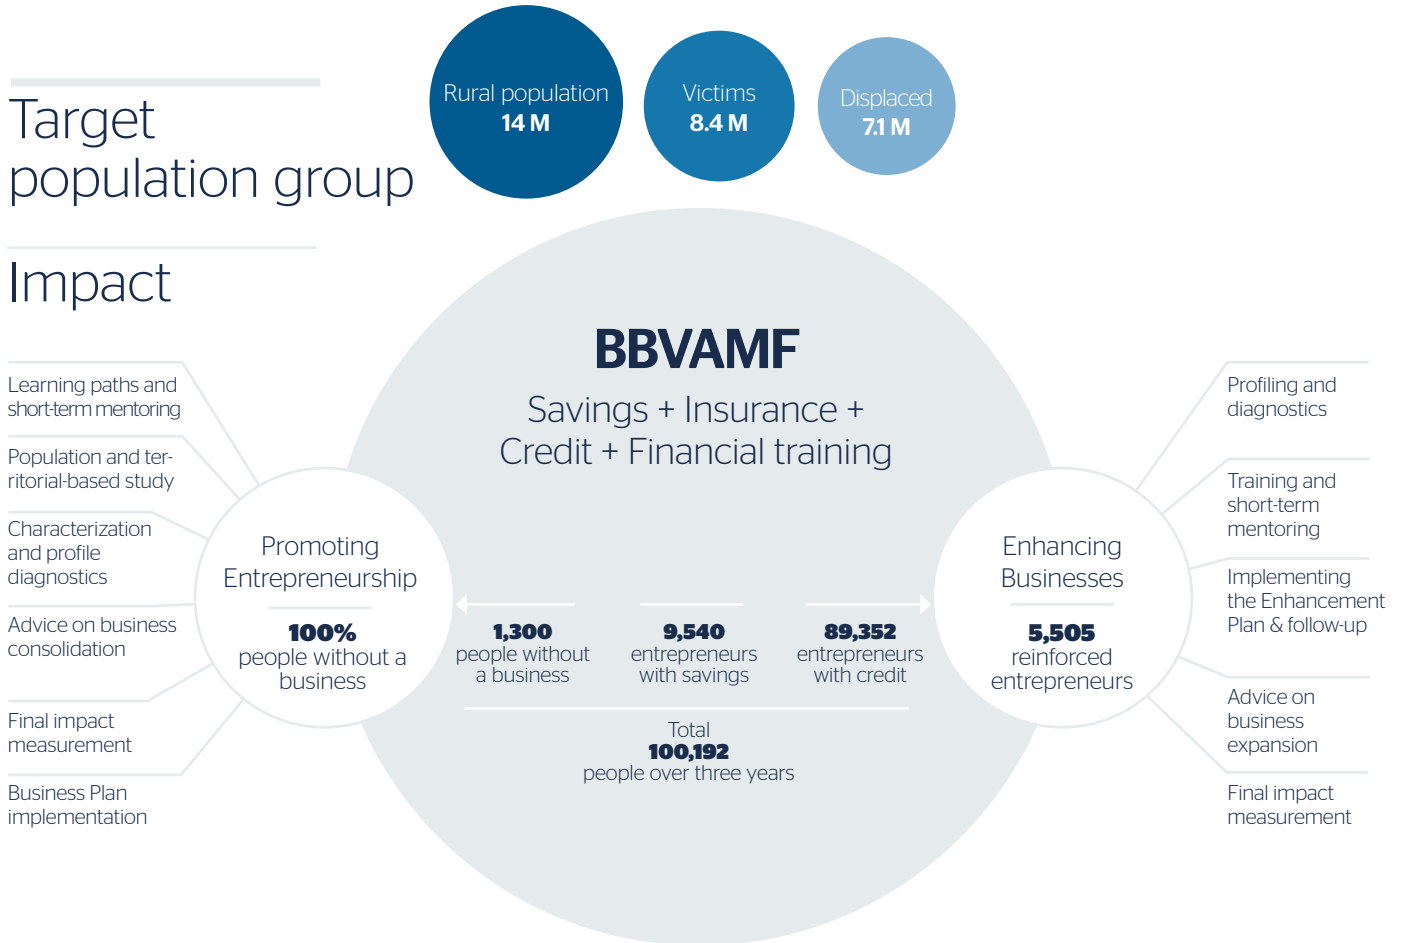 Target
population group
Rural population
14 M
Victims
8.4 M
Displaced
7.1 M
Impact
BBVAMF
Savings + Insurance +
Credit + Financial training
Learning paths and
short-term mentoring
Population and ter-
ritorial-based study
Characterization
and profile
diagnostics
Advice on business
consolidation
Final impact
measurement
Business Plan
implementation
Promoting
Entrepreneurship
100%
people without a
business
1,300
people without
a business
9,540
entrepreneurs
with savings
89,352
entrepreneurs
with credit
Total
100,192
people over three years
Enhancing
Businesses
5,505
reinforced
entrepreneurs
Profiling and
diagnostics
Training and
short-term
mentoring
Implementing
the Enhancement
Plan & follow-up
Advice on
business
expansion
Final impact
measurement